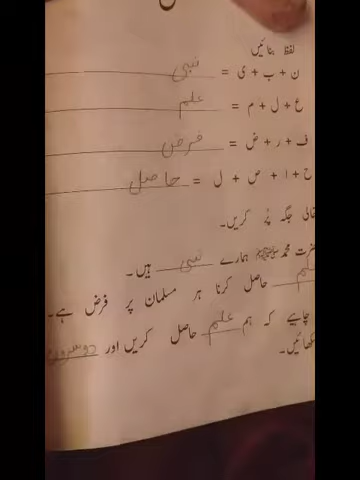 لفظ بنائیں
ن + ب + ی = نبی
ع + ل + م = علم
ف + ر + ض = فرض
ح + ا + ص + ل = حاصل
خالی جگہ پُر کریں۔
حضرت محمد ﷺ ہمارے نبی ہیں۔
علم حاصل کرنا ہر مسلمان پر فرض ہے۔
چاہیے کہ ہم علم حاصل کریں اور دوسروں
سکھائیں۔